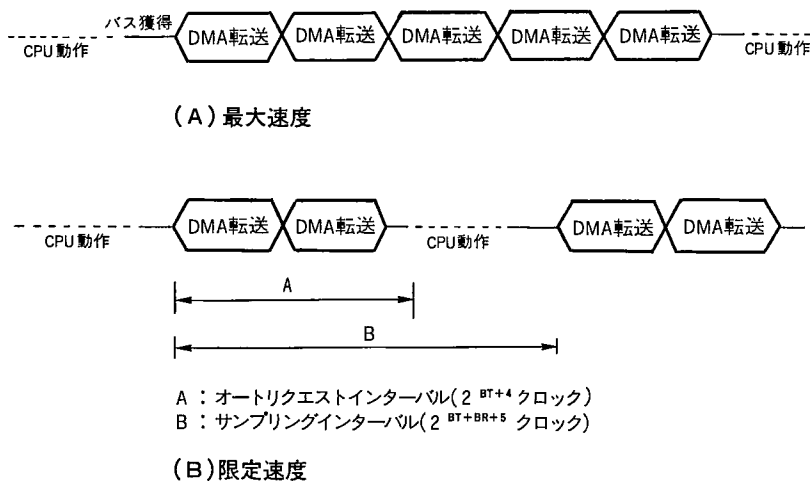 バス獲得
CPU動作 DMA転送 DMA転送 DMA転送 DMA転送 DMA転送 CPU動作
(A)最大速度
CPU動作 DMA転送 DMA転送 CPU動作 DMA転送 DMA転送
A
B
A：オートリクエストインターバル(2 BT+4 クロック)
B：サンプリングインターバル(2 BT+BR+5 クロック)
(B)限定速度